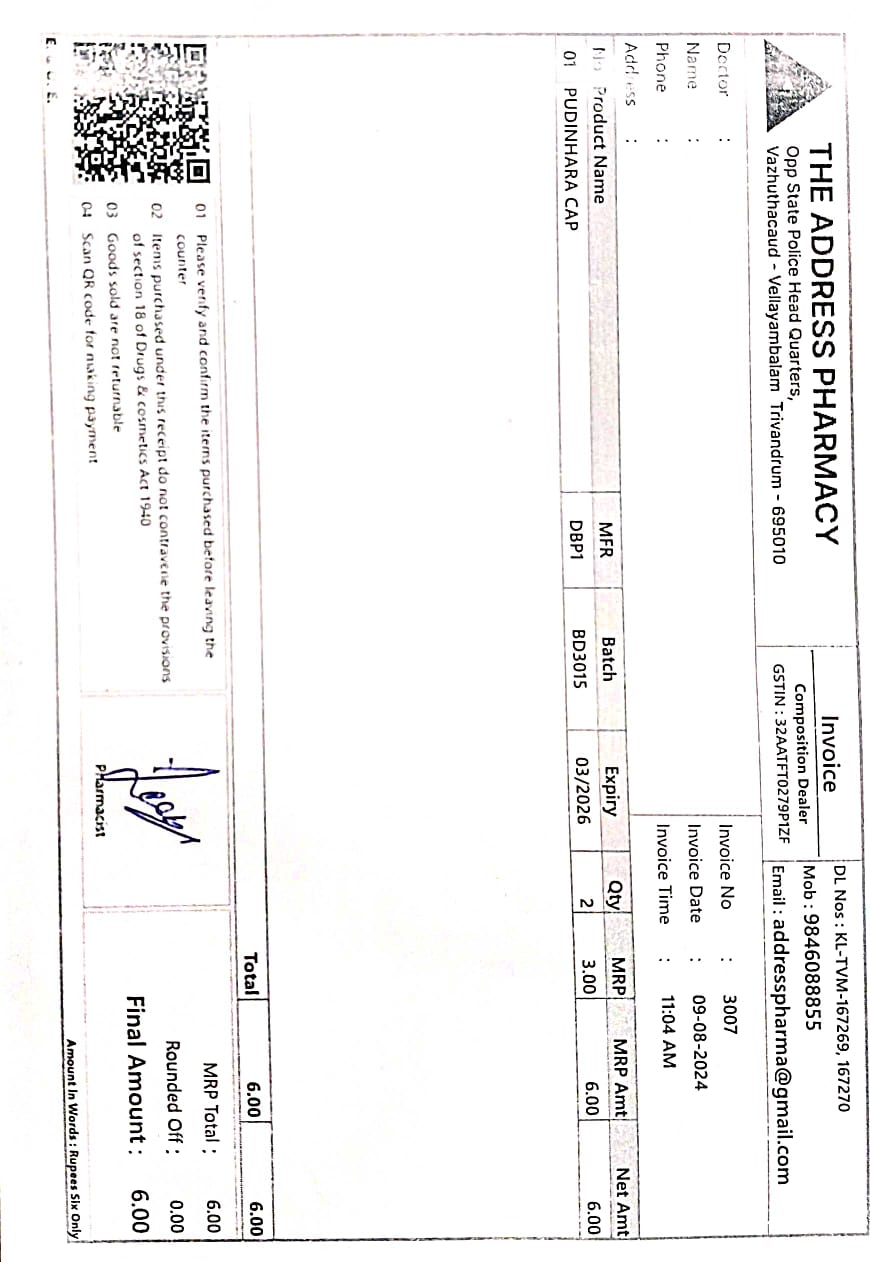 THE ADDRESS PHARMACY
Opp State Police Head Quarters,
Vazhuthacaud - Vellayambalam Trivandrum - 695010
Invoice
Composition Dealer
GSTIN : 32AATFT0279P1ZF
DL Nos : KL-TVM-167269, 167270
Mob : 9846088855
Email : addresspharma@gmail.com
Doctor :
Name :
Phone :
Address :
Invoice No : 3007
Invoice Date : 09-08-2024
Invoice Time : 11:04 AM
No Product Name MFR Batch Expiry Qty MRP MRP Amt Net Amt
01 PUDINHARA CAP DBP1 BD3015 03/2026 2 3.00 6.00 6.00
Total 6.00 6.00
01 Please verify and confirm the items purchased before leaving the
counter
02 Items purchased under this receipt do not contravene the provisions
of section 18 of Drugs & cosmetics Act 1940
03 Goods sold are not returnable
04 Scan QR code for making payment
Pharmacist
MRP Total : 6.00
Rounded Off : 0.00
Final Amount : 6.00
Amount In Words : Rupees Six Only
E. & O. E.